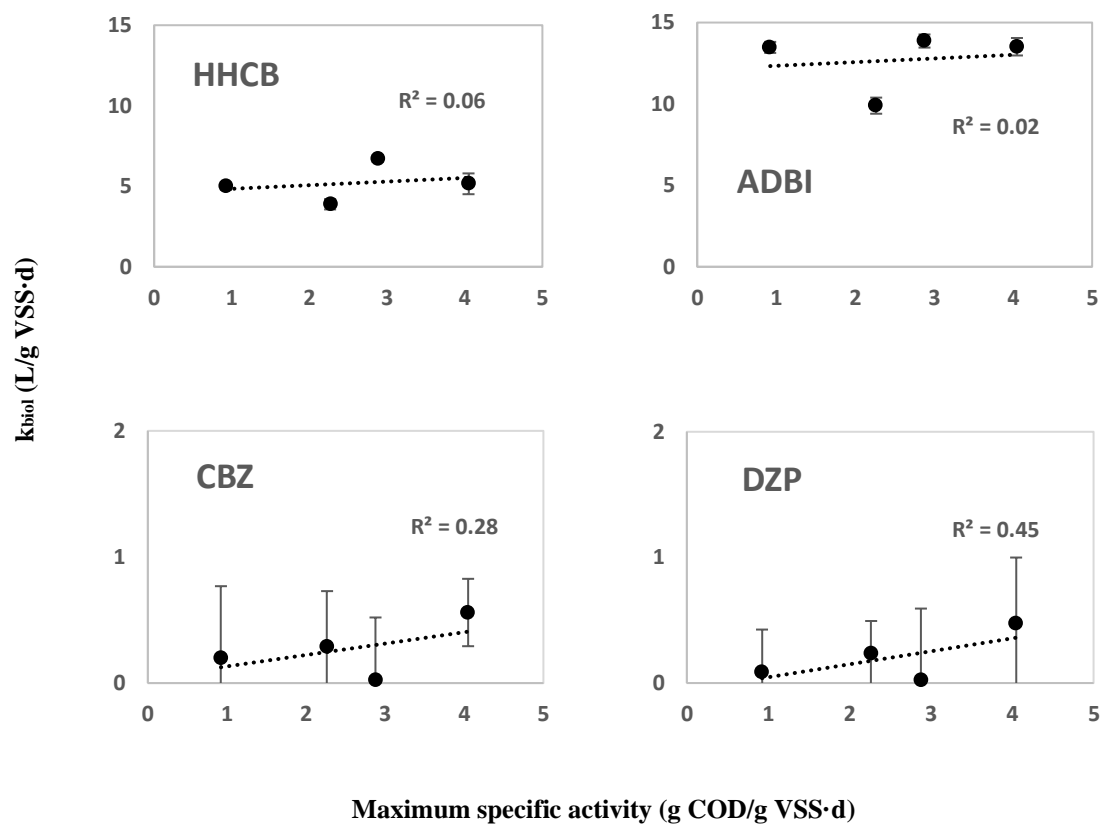 15
10
5
0
HHCB
R² = 0.06
0 1 2 3 4 5
15
10
5
0
ADBI
R² = 0.02
0 1 2 3 4 5
kbiol (L/g VSS·d)
2
1
0
CBZ
R² = 0.28
0 1 2 3 4 5
2
1
0
DZP
R² = 0.45
0 1 2 3 4 5
Maximum specific activity (g COD/g VSS·d)